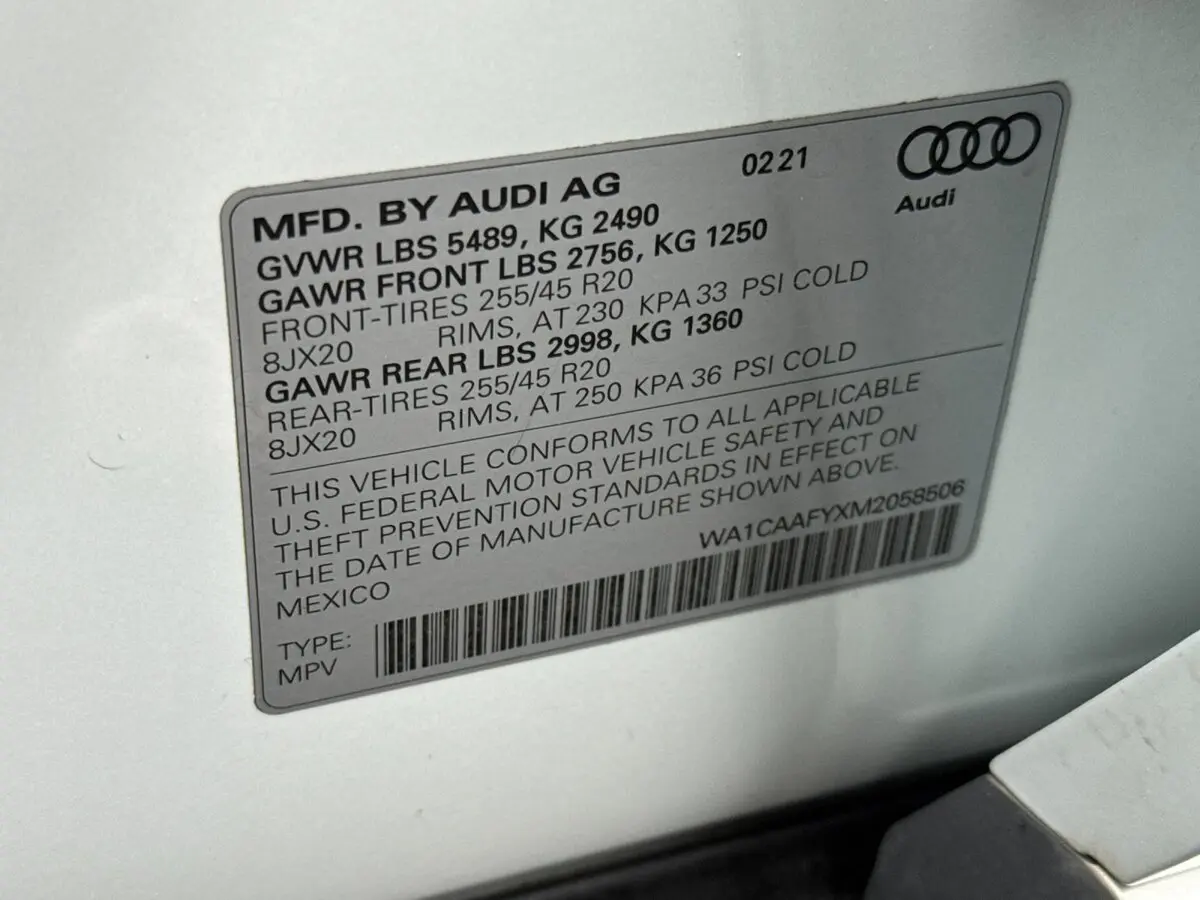 MFD. BY AUDI AG 02 21
Audi
GVWR LBS 5489, KG 2490
GAWR FRONT LBS 2756, KG 1250
FRONT-TIRES 255/45 R20
8JX20 RIMS, AT 230 KPA 33 PSI COLD
GAWR REAR LBS 2998, KG 1360
REAR-TIRES 255/45 R20
8JX20 RIMS, AT 250 KPA 36 PSI COLD
THIS VEHICLE CONFORMS TO ALL APPLICABLE
U.S. FEDERAL MOTOR VEHICLE SAFETY AND
THEFT PREVENTION STANDARDS IN EFFECT ON
THE DATE OF MANUFACTURE SHOWN ABOVE.
MEXICO WA1CAAFYXM2058506
TYPE:
MPV